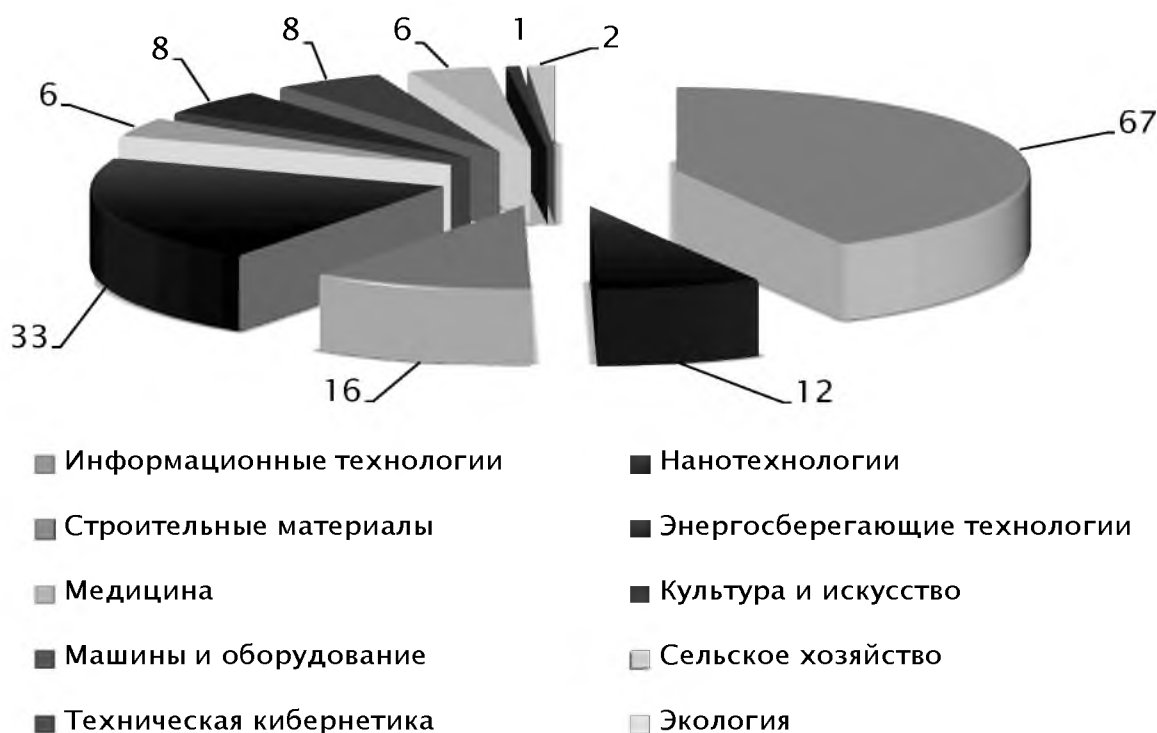 6
8
8
6
1
2
67
33
16
12
Информационные технологии
Нанотехнологии
Строительные материалы
Энергосберегающие технологии
Медицина
Культура и искусство
Машины и оборудование
Сельское хозяйство
Техническая кибернетика
Экология